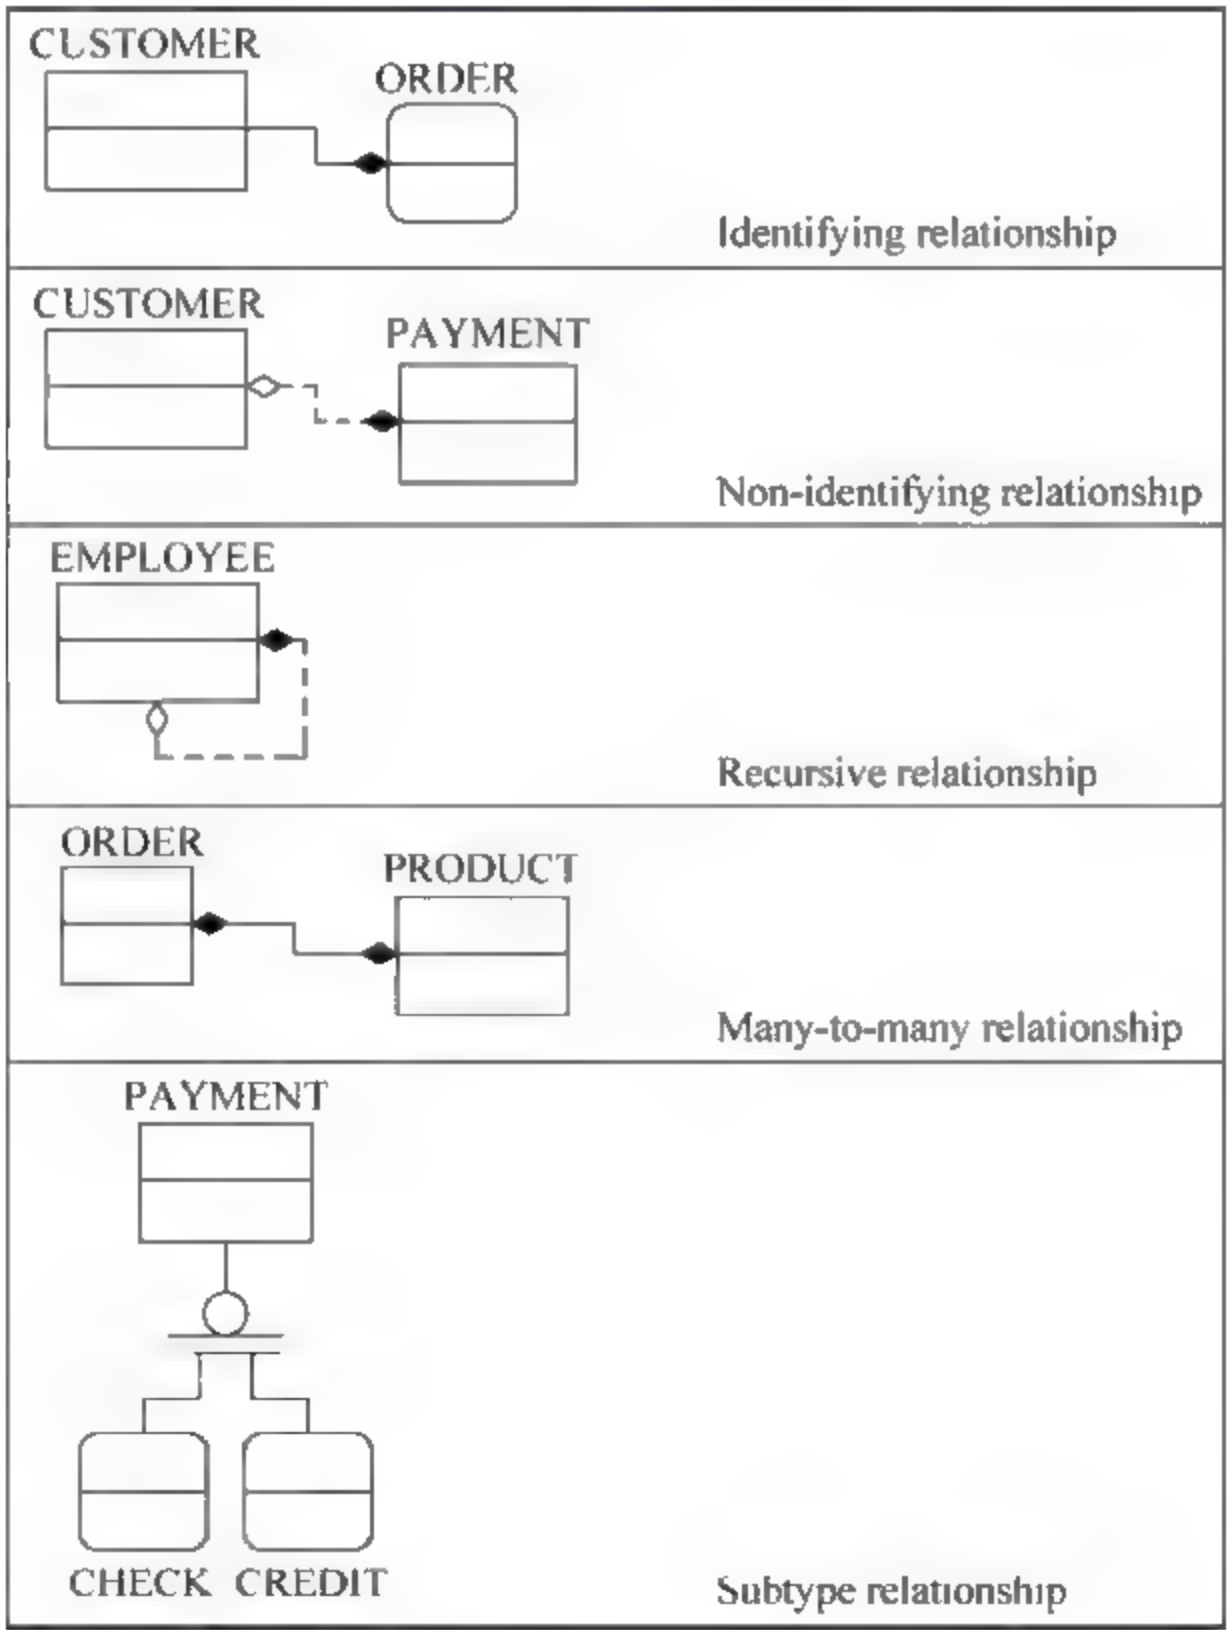 CUSTOMER
ORDER
Identifying relationship
CUSTOMER
PAYMENT
Non-identifying relationship
EMPLOYEE
Recursive relationship
ORDER
PRODUCT
Many-to-many relationship
PAYMENT
CHECK CREDIT
Subtype relationship